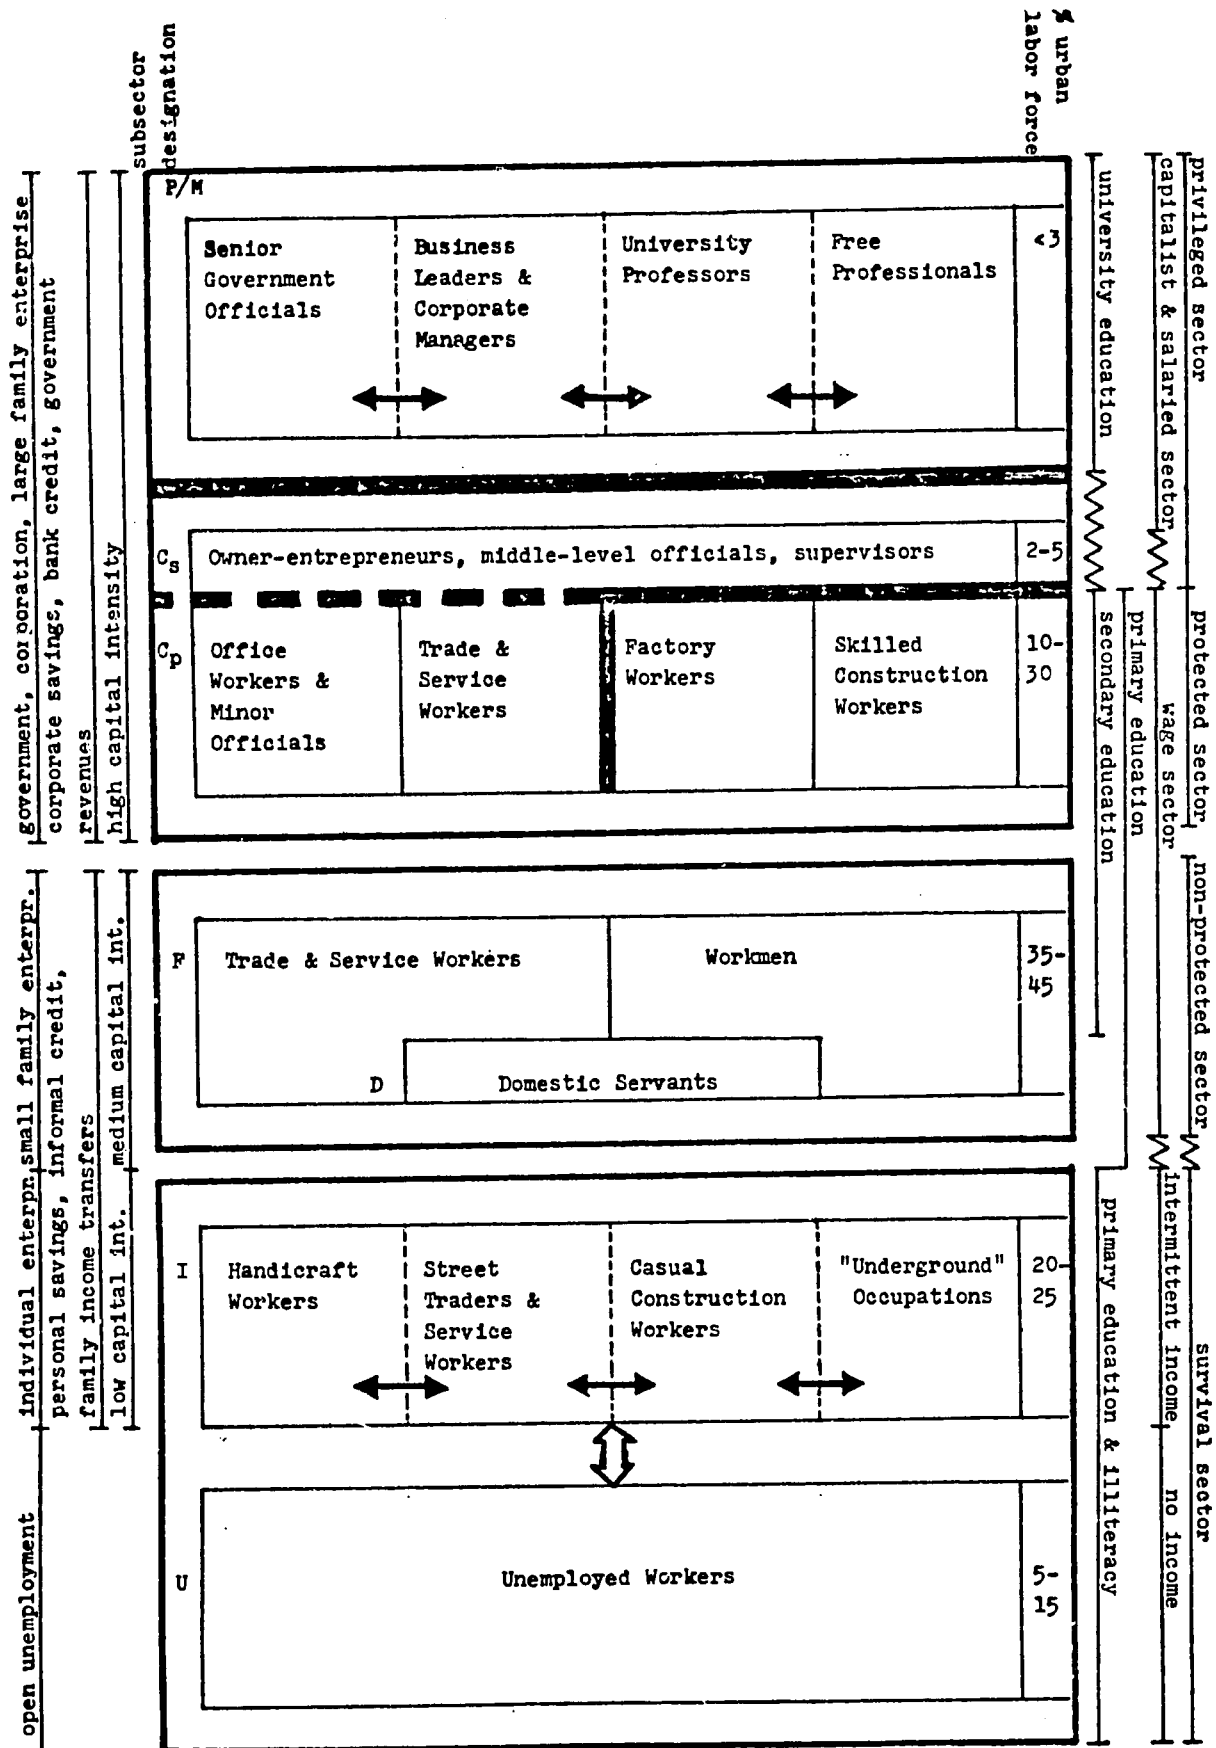 subsector
designation
% urban
labor force
P/M
Senior
Government
Officials
Business
Leaders &
Corporate
Managers
University
Professors
Free
Professionals
<3
Cs
Owner-entrepreneurs, middle-level officials, supervisors
2-5
Cp
Office
Workers &
Minor
Officials
Trade &
Service
Workers
Factory
Workers
Skilled
Construction
Workers
10-
30
F
Trade & Service Workers
Workmen
35-
45
D
Domestic Servants
I
Handicraft
Workers
Street
Traders &
Service
Workers
Casual
Construction
Workers
"Underground"
Occupations
20-
25
U
Unemployed Workers
5-
15
government, corporation, large family enterprise
corporate savings, bank credit, government
revenues
high capital intensity
individual enterpr.
small family enterpr.
personal savings, informal credit,
family income transfers
low capital int.
medium capital int.
open unemployment
university education
secondary education
primary education
primary education & illiteracy
capitalist & salaried sector
wage sector
intermittent income
no income
privileged sector
protected sector
non-protected sector
survival sector